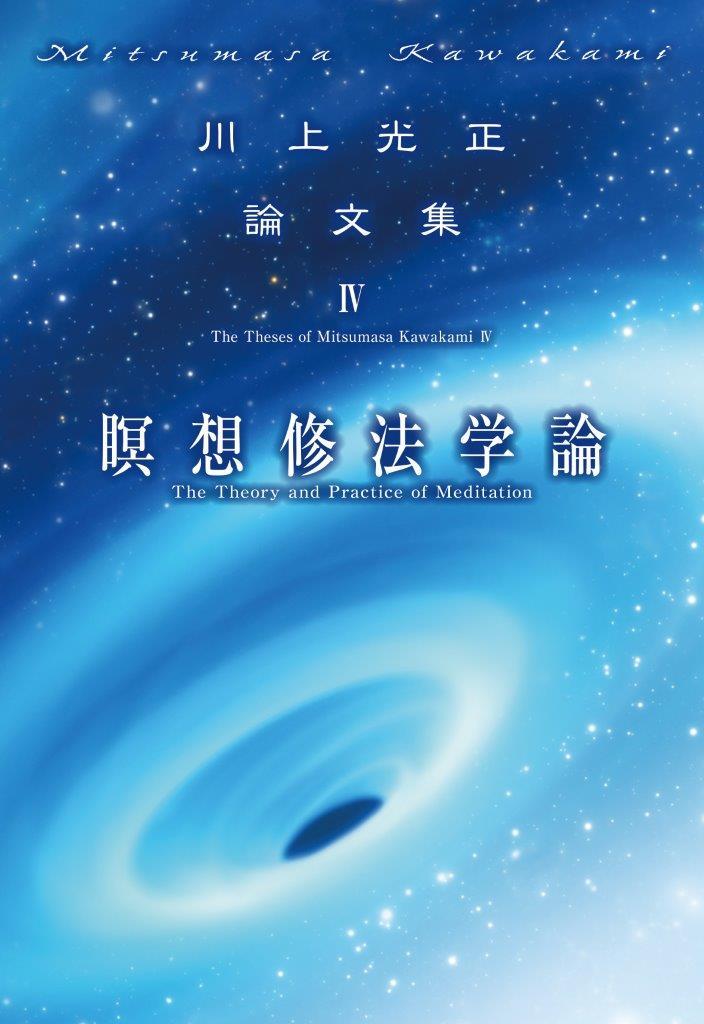 Mitsumasa Kawakami
川上光正
論文集
Ⅳ
The Theses of Mitsumasa Kawakami Ⅳ
瞑想修法学論
The Theory and Practice of Meditation